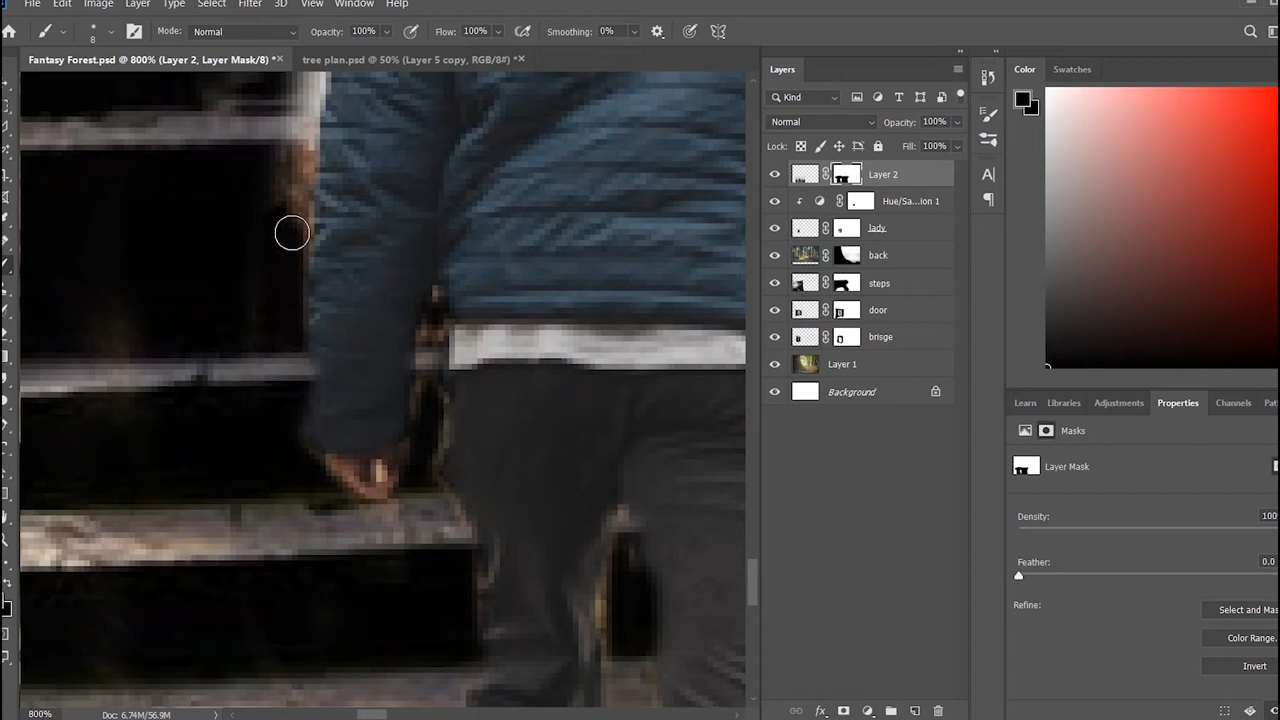 File Edit Image Layer Type Select Filter 3D View Window Help
8 Mode: Normal Opacity: 100% Flow: 100% Smoothing: 0%
Fantasy Forest.psd @ 800% (Layer 2, Layer Mask/8) * × tree plan.psd @ 50% (Layer 5 copy, RGB/8#) * ×
Layers
Kind
Normal Opacity: 100%
Lock: Fill: 100%
Layer 2
Hue/Sa...ion 1
lady
back
steps
door
brisge
Layer 1
Background
Color Swatches
Learn Libraries Adjustments Properties Channels Pat
Masks
Layer Mask
Density: 100
Feather: 0.0
Refine:
Select and Mas
Color Range.
Invert
800% Doc: 6.74M/56.9M